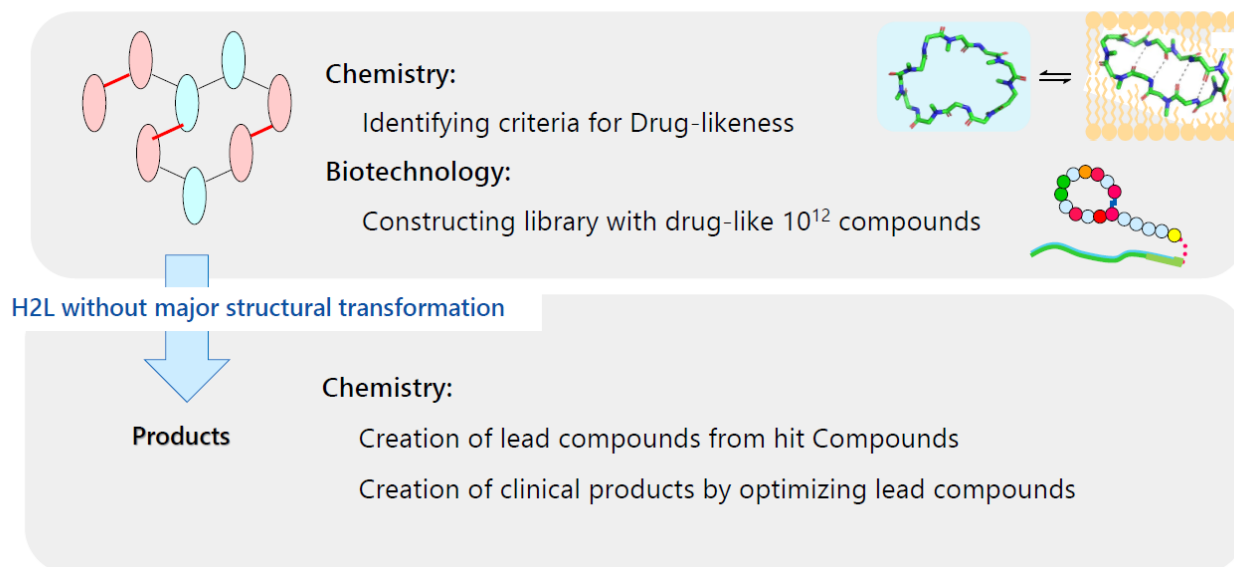 Chemistry:
Identifying criteria for Drug-likeness
Biotechnology:
Constructing library with drug-like 10¹² compounds
H2L without major structural transformation
Products
Chemistry:
Creation of lead compounds from hit Compounds
Creation of clinical products by optimizing lead compounds